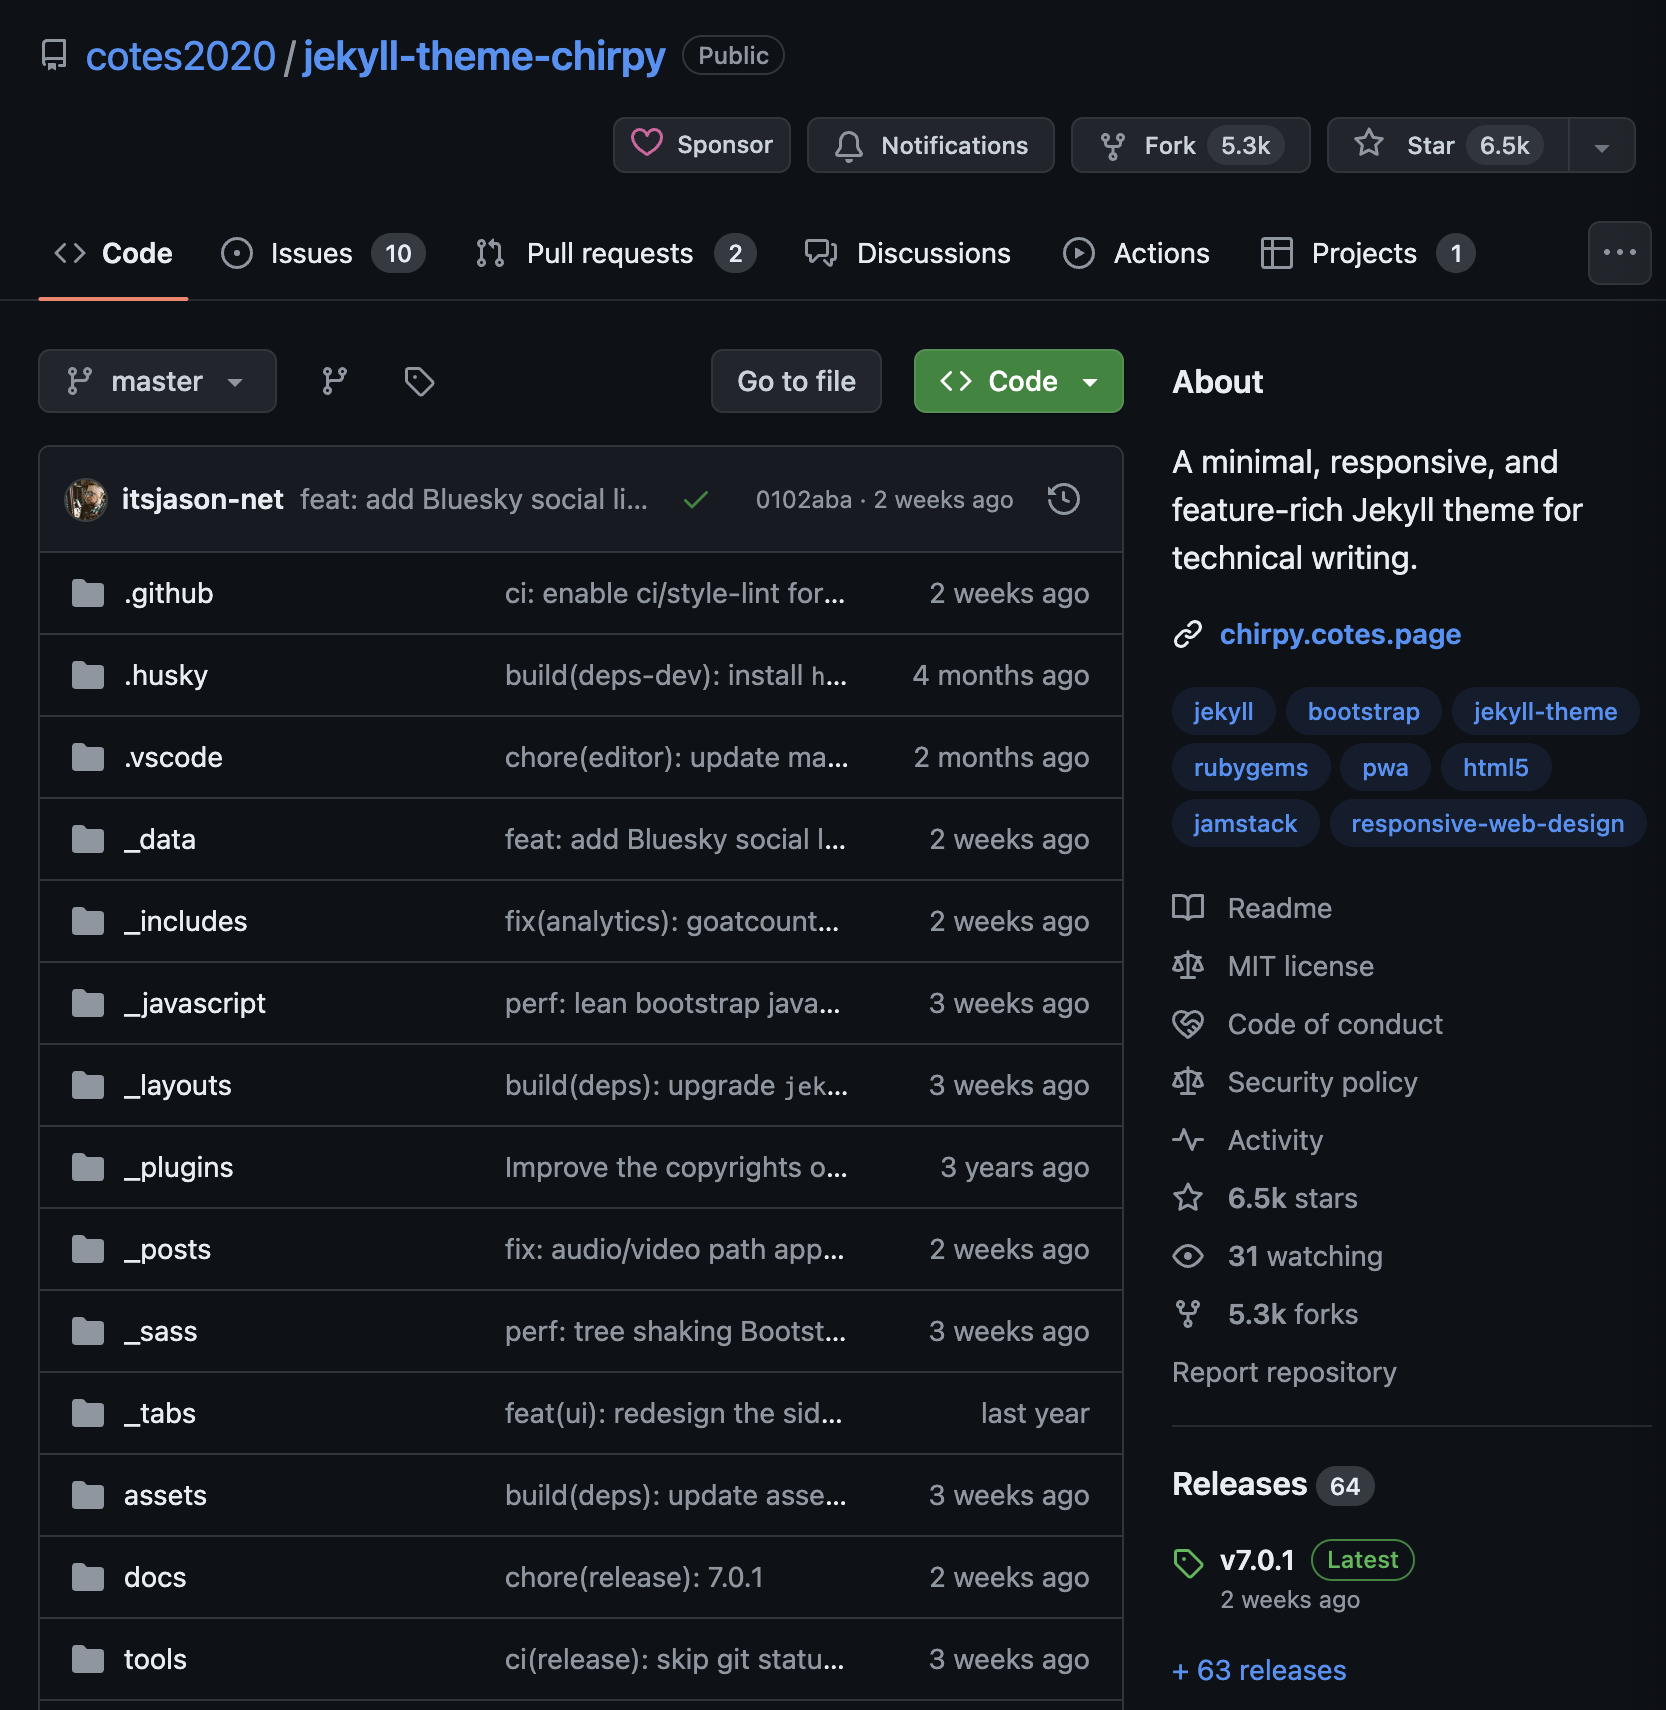 cotes2020 / jekyll-theme-chirpy Public
Sponsor Notifications Fork 5.3k Star 6.5k
Code Issues 10 Pull requests 2 Discussions Actions Projects 1
master Go to file Code
itsjason-net feat: add Bluesky social li... 0102aba · 2 weeks ago
.github ci: enable ci/style-lint for... 2 weeks ago
.husky build(deps-dev): install h... 4 months ago
.vscode chore(editor): update ma... 2 months ago
_data feat: add Bluesky social l... 2 weeks ago
_includes fix(analytics): goatcount... 2 weeks ago
_javascript perf: lean bootstrap java... 3 weeks ago
_layouts build(deps): upgrade jek... 3 weeks ago
_plugins Improve the copyrights o... 3 years ago
_posts fix: audio/video path app... 2 weeks ago
_sass perf: tree shaking Bootst... 3 weeks ago
_tabs feat(ui): redesign the sid... last year
assets build(deps): update asse... 3 weeks ago
docs chore(release): 7.0.1 2 weeks ago
tools ci(release): skip git statu... 3 weeks ago
About
A minimal, responsive, and
feature-rich Jekyll theme for
technical writing.
chirpy.cotes.page
jekyll bootstrap jekyll-theme
rubygems pwa html5
jamstack responsive-web-design
Readme
MIT license
Code of conduct
Security policy
Activity
6.5k stars
31 watching
5.3k forks
Report repository
Releases 64
v7.0.1 Latest
2 weeks ago
+ 63 releases